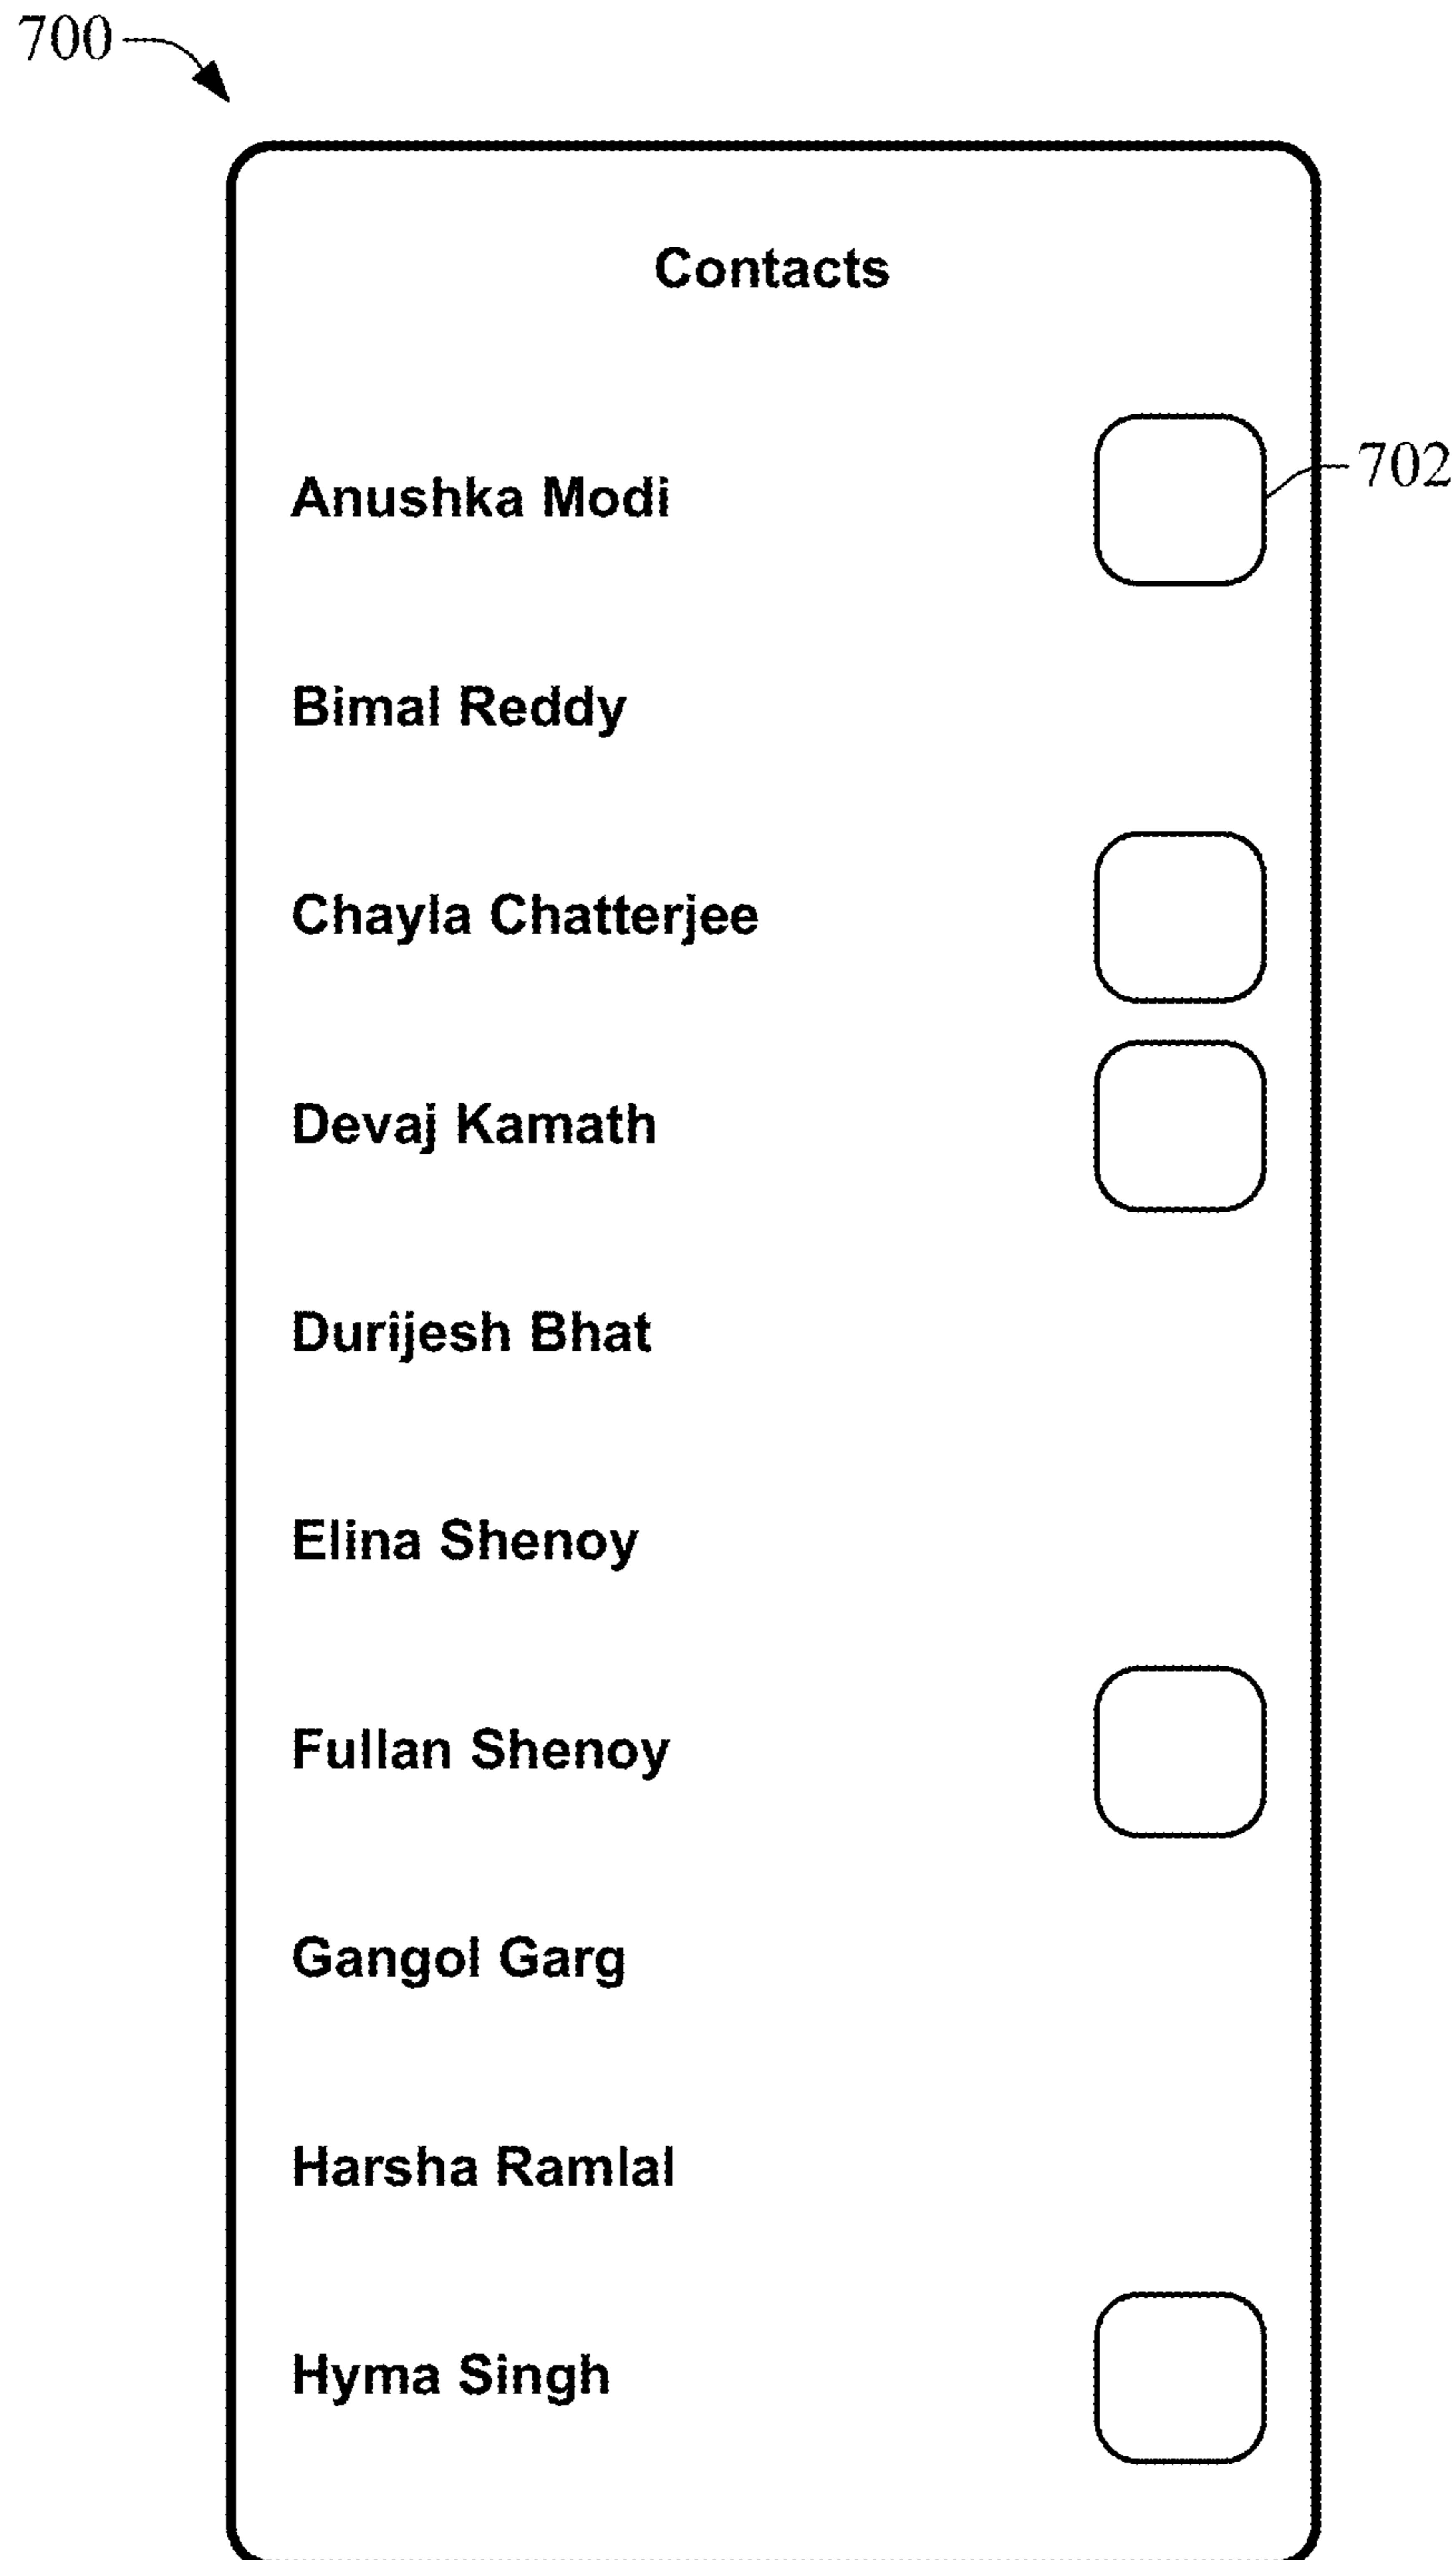 700
Contacts
Anushka Modi
702
Bimal Reddy
Chayla Chatterjee
Devaj Kamath
Durijesh Bhat
Elina Shenoy
Fullan Shenoy
Gangol Garg
Harsha Ramlal
Hyma Singh